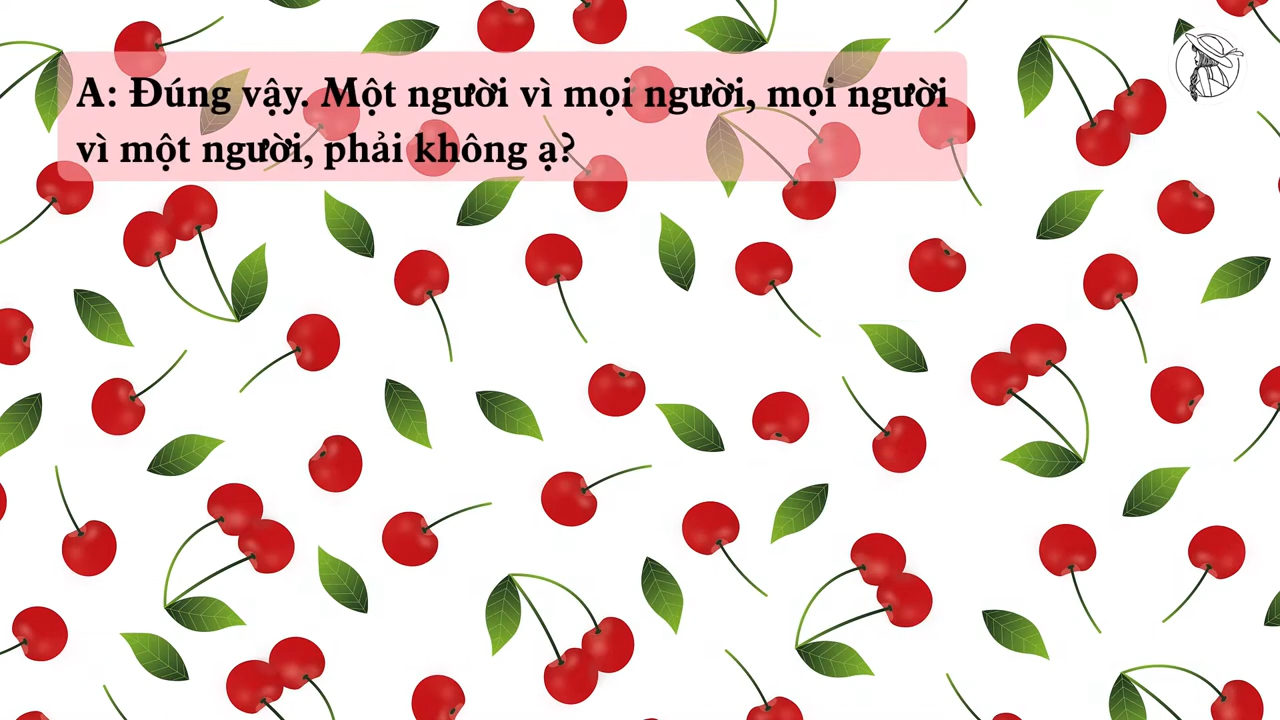 A: Đúng vậy. Một người vì mọi người, mọi người
vì một người, phải không ạ?